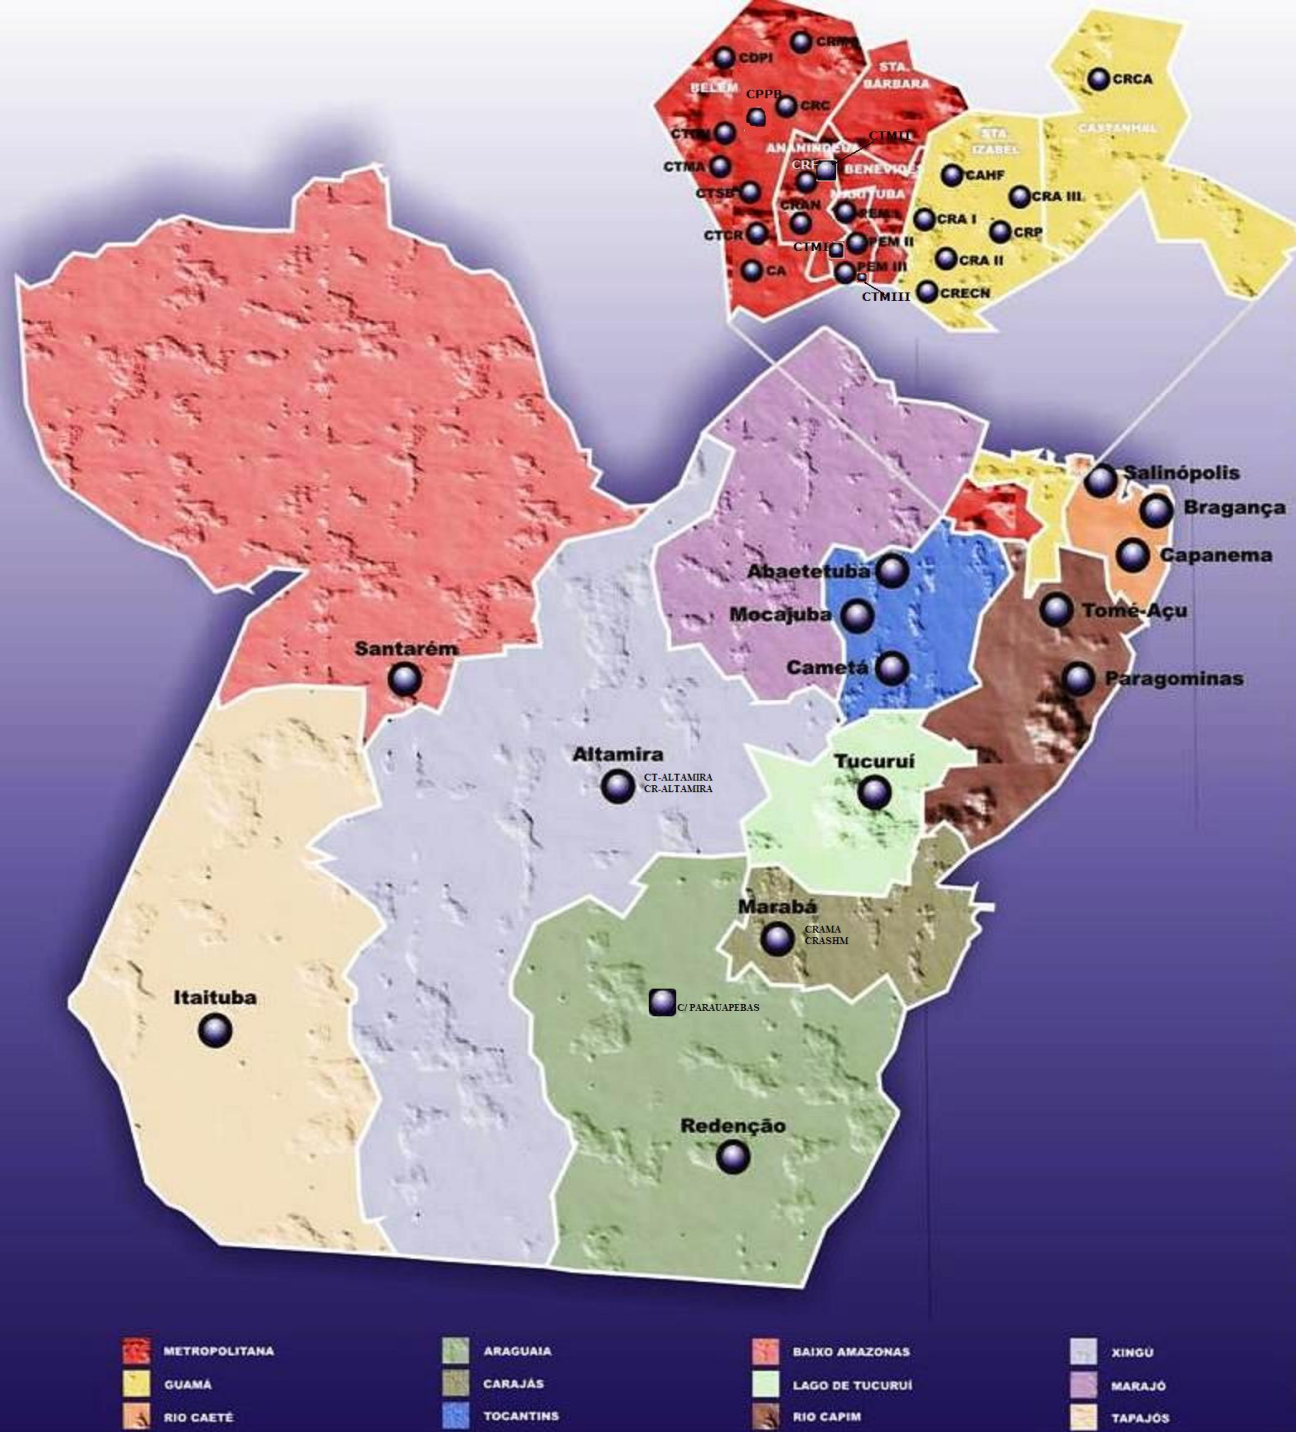 CDPI
BELÉM
CPPB
CRC
STA.
BÁRBARA
CRCA
CASTANHAL
CTMII
ANANINDEUA
CTMA
BENEVIDES
MARITUBA
CTSB
CRAN
CTCR
CA
PEM II
PEM III
CTMIII
STA.
IZABEL
CAHF
CRA III
CRA I
CRP
CRA II
CRECN
Salinópolis
Bragança
Capanema
Abaetetuba
Mocajuba
Cametá
Tomé-Açu
Paragominas
Santarém
Altamira
CT-ALTAMIRA
CR-ALTAMIRA
Tucuruí
Marabá
CRAMA
CRASHM
Itaituba
C/ PARAUAPEBAS
Redenção
METROPOLITANA
ARAGUAIA
BAIXO AMAZONAS
XINGÚ
GUAMÁ
CARAJÁS
LAGO DE TUCURUÍ
MARAJÓ
RIO CAETÉ
TOCANTINS
RIO CAPIM
TAPAJÓS